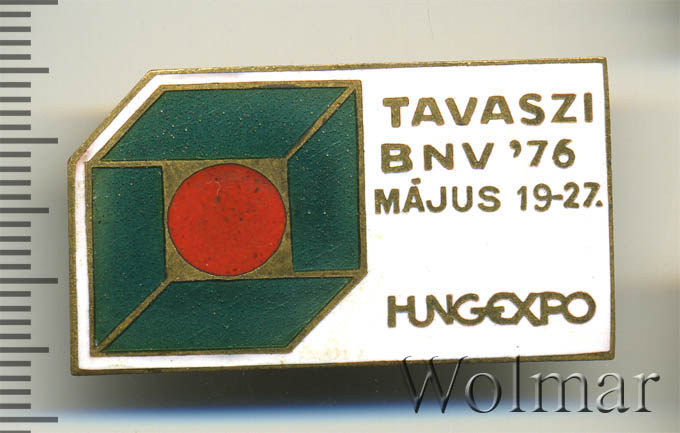 TAVASZI
BNV '76
MÁJUS 19-27.
HUNGEXPO
Wolmar